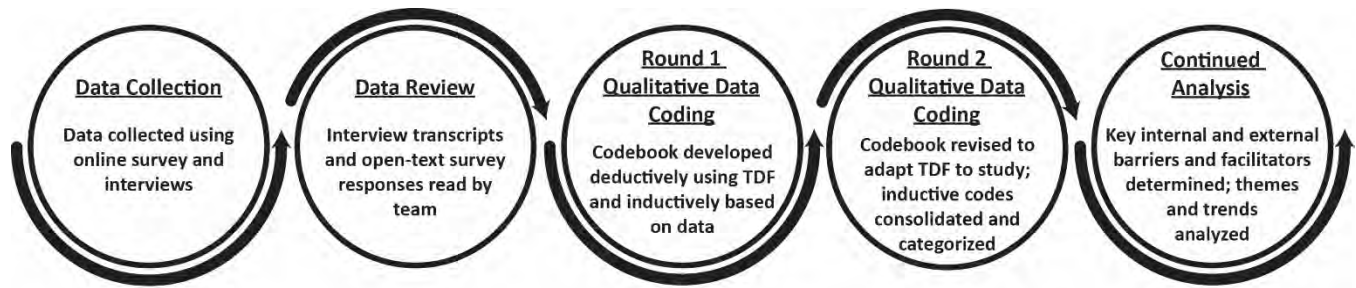 Data Collection
Data collected using
online survey and
interviews
Data Review
Interview transcripts
and open-text survey
responses read by
team
Round 1
Qualitative Data
Coding
Codebook developed
deductively using TDF
and inductively based
on data
Round 2
Qualitative Data
Coding
Codebook revised to
adapt TDF to study;
inductive codes
consolidated and
categorized
Continued
Analysis
Key internal and external
barriers and facilitators
determined; themes
and trends
analyzed